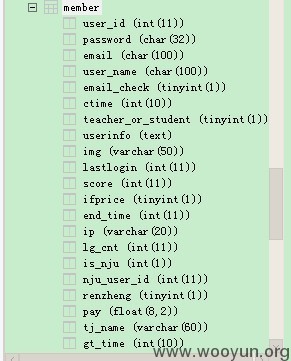 member
user_id (int(11))
password (char(32))
email (char(100))
user_name (char(100))
email_check (tinyint(1))
ctime (int(10))
teacher_or_student (tinyint(1))
userinfo (text)
img (varchar(50))
lastlogin (int(11))
score (int(11))
ifprice (tinyint(1))
end_time (int(11))
ip (varchar(20))
lg_cnt (int(11))
is_nju (int(1))
nju_user_id (int(11))
renzheng (tinyint(1))
pay (float(8,2))
tj_name (varchar(60))
gt_time (int(10))
www.wooyun.org